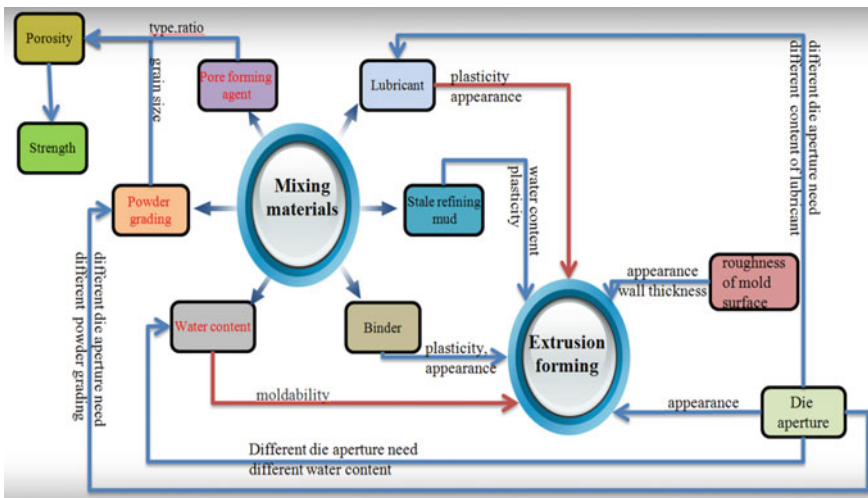 type.ratio
Porosity
grain size
Pore forming
agent
Lubricant
plasticity
appearance
different die aperture need
different content of lubricant
Strength
Mixing
materials
water content
plasticity
Powder
grading
Stale refining
mud
appearance
wall thickness
roughness
of mold
surface
different die aperture need
different powder grading
Water content
Binder
plasticity,
appearance
Extrusion
forming
moldability
appearance
Die
aperture
Different die aperture need
different water content